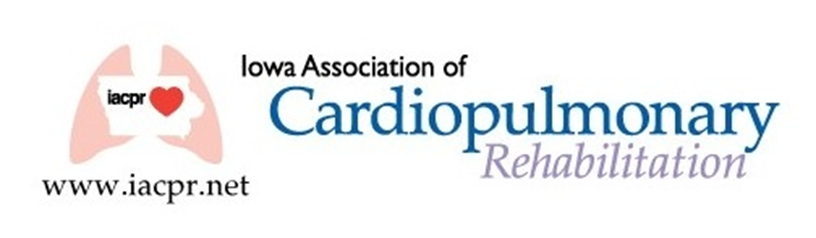 iacpr
www.iacpr.net
Iowa Association of
Cardiopulmonary
Rehabilitation